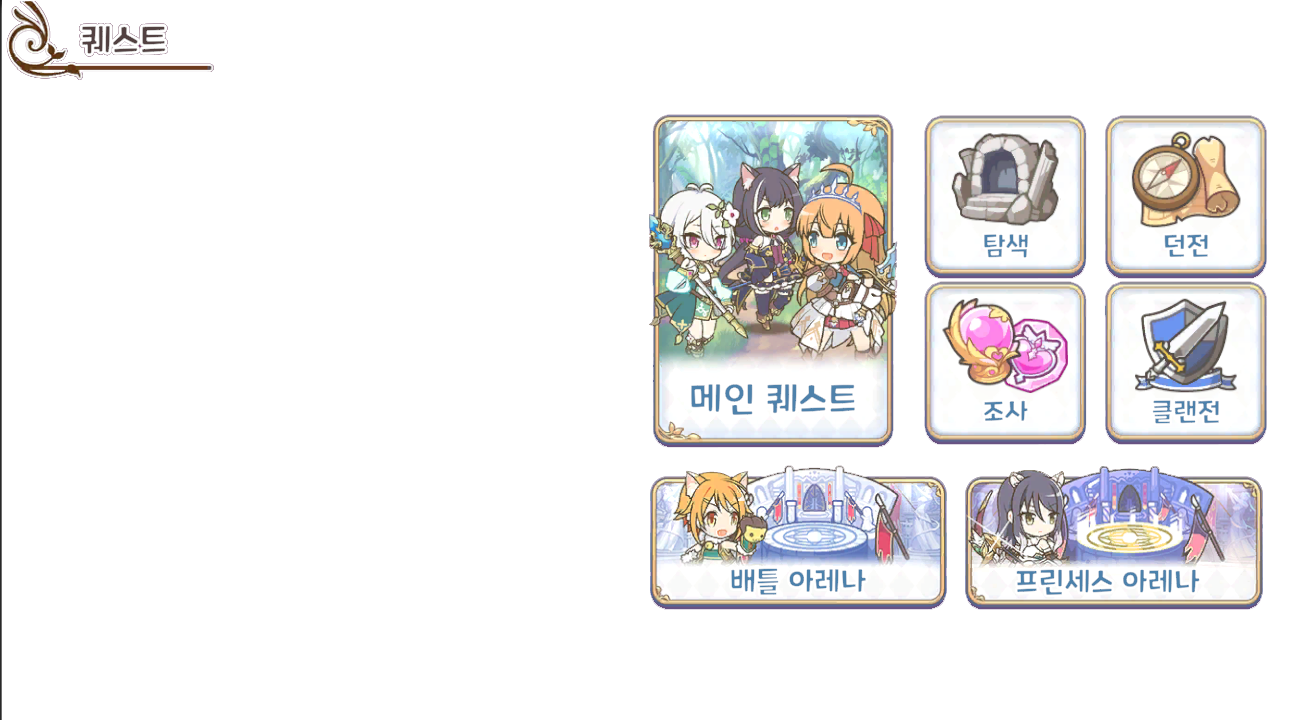 퀘스트
메인 퀘스트
탐색
던전
조사
클랜전
배틀 아레나
프린세스 아레나